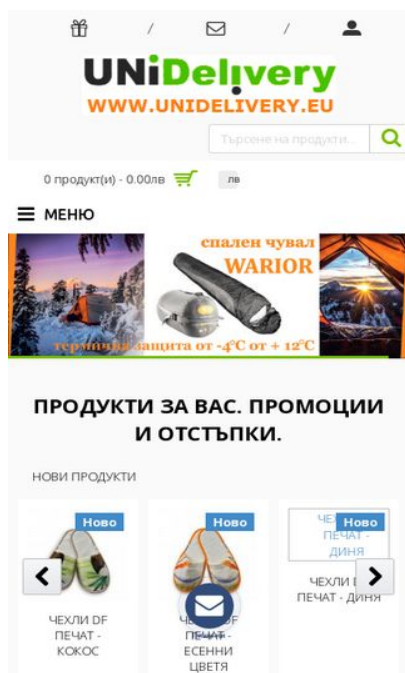 / /
UNiDelivery
WWW.UNIDELIVERY.EU
Търсене на продукти...
0 продукт(и) - 0.00лв
лв
МЕНЮ
спален чувал
WARIOR
термична защита от -4°C от + 12°C
ПРОДУКТИ ЗА ВАС. ПРОМОЦИИ
И ОТСТЪПКИ.
НОВИ ПРОДУКТИ
Ново
ЧЕХЛИ DF
ПЕЧАТ -
КОКОС
Ново
ПЕЧАТ -
ЕСЕННИ
ЦВЕТЯ
Ново
ПЕЧАТ -
ДИНЯ
ЧЕХЛИ
ПЕЧАТ - ДИНЯ